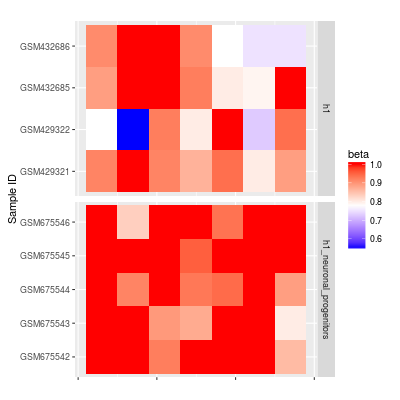 GSM432686
GSM432685
GSM429322
GSM429321
h1
GSM675546
GSM675545
GSM675544
GSM675543
GSM675542
h1_neuronal_progenitors
Sample ID
beta
1.0
0.9
0.8
0.7
0.6